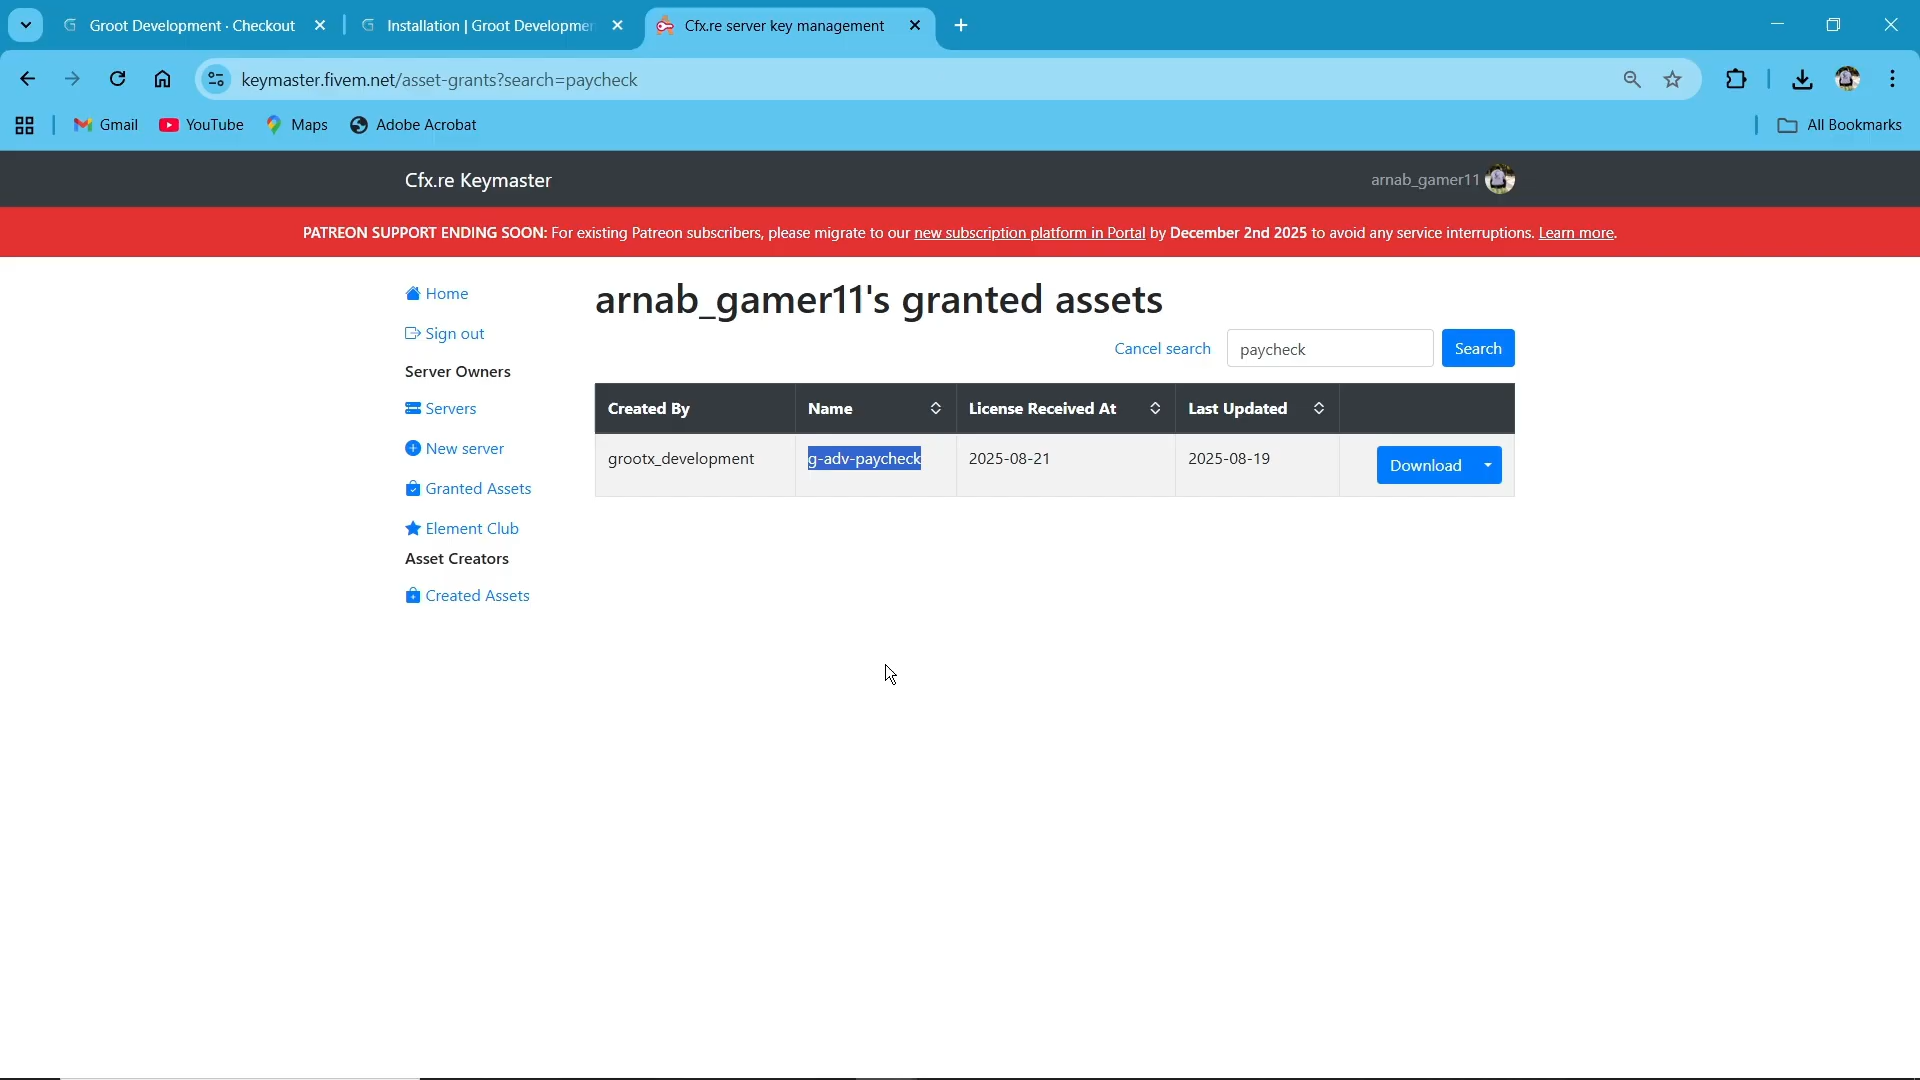 Groot Development · Checkout
Installation | Groot Developmen
Cfx.re server key management
keymaster.fivem.net/asset-grants?search=paycheck
Gmail
YouTube
Maps
Adobe Acrobat
All Bookmarks
Cfx.re Keymaster
arnab_gamer11
PATREON SUPPORT ENDING SOON: For existing Patreon subscribers, please migrate to our new subscription platform in Portal by December 2nd 2025 to avoid any service interruptions. Learn more.
Home
Sign out
Server Owners
Servers
New server
Granted Assets
Element Club
Asset Creators
Created Assets
arnab_gamer11's granted assets
Cancel search
paycheck
Search
Created By
Name
License Received At
Last Updated
grootx_development
g-adv-paycheck
2025-08-21
2025-08-19
Download